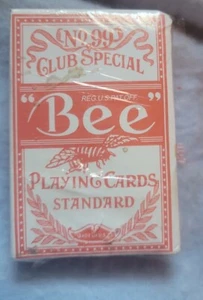 No. 99
CLUB SPECIAL
REG. U.S. PAT. OFF.
"Bee"
PLAYING CARDS
STANDARD